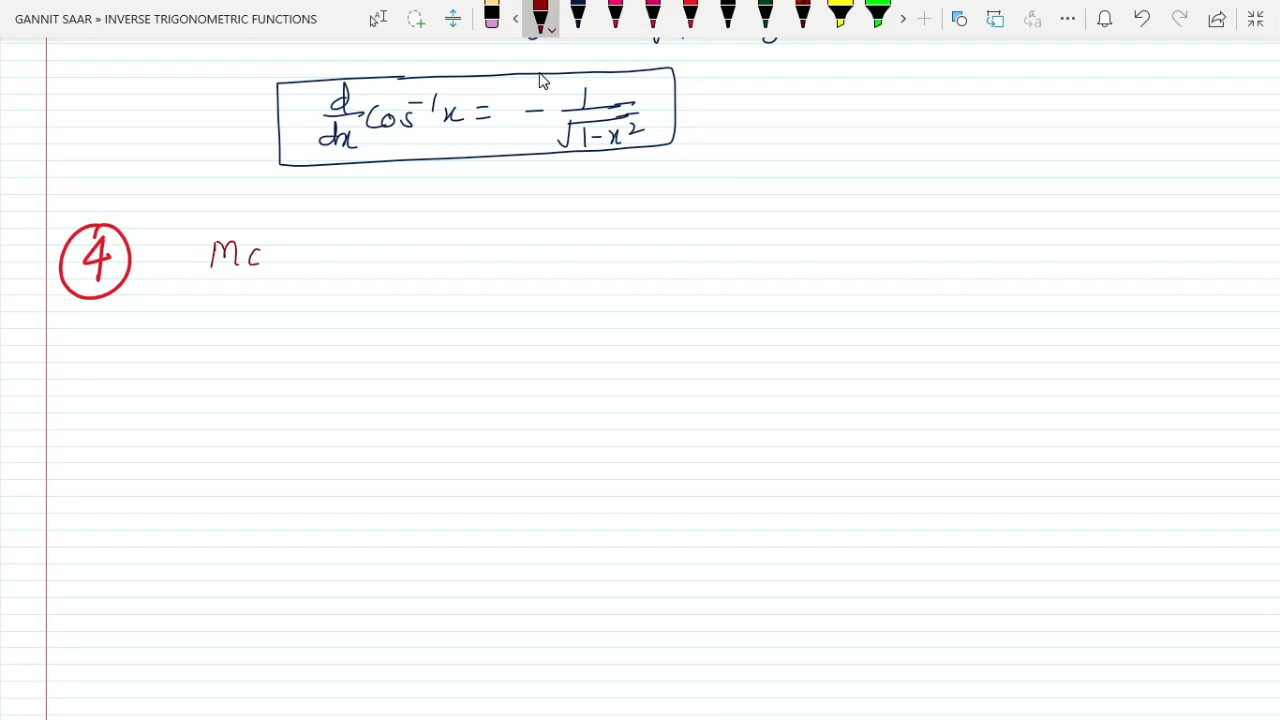 GANNIT SAAR » INVERSE TRIGONOMETRIC FUNCTIONS
d/dx cos⁻¹x = - 1/√(1-x²)
4 Mc